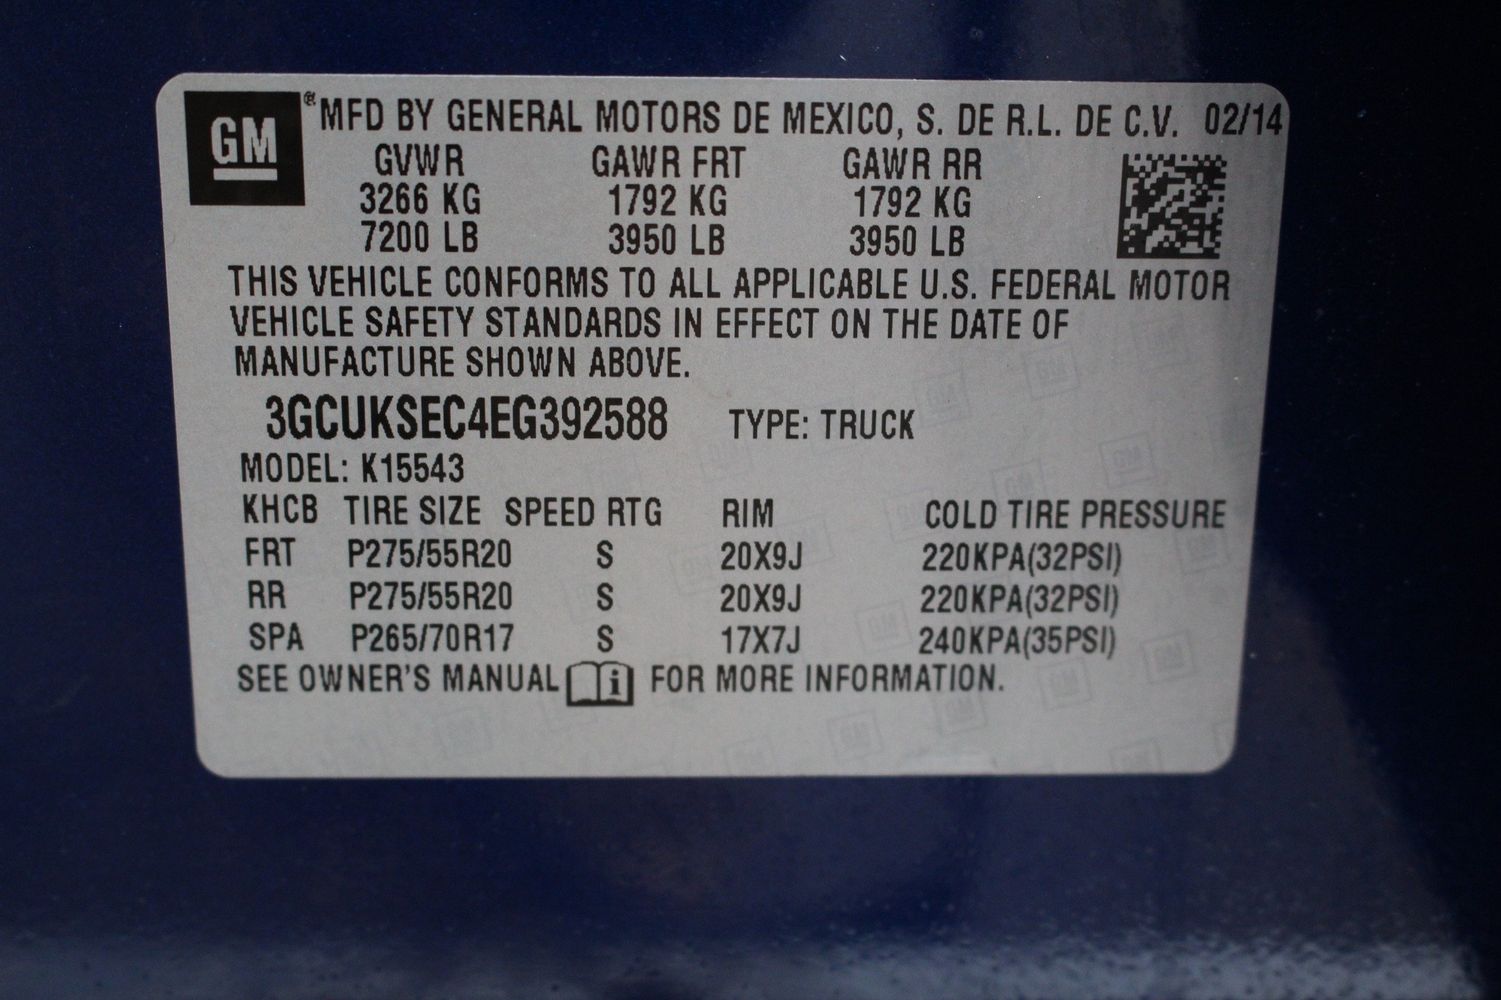 GM ® MFD BY GENERAL MOTORS DE MEXICO, S. DE R.L. DE C.V. 02/14
GVWR GAWR FRT GAWR RR
3266 KG 1792 KG 1792 KG
7200 LB 3950 LB 3950 LB
THIS VEHICLE CONFORMS TO ALL APPLICABLE U.S. FEDERAL MOTOR
VEHICLE SAFETY STANDARDS IN EFFECT ON THE DATE OF
MANUFACTURE SHOWN ABOVE.
3GCUKSEC4EG392588 TYPE: TRUCK
MODEL: K15543
KHCB TIRE SIZE SPEED RTG RIM COLD TIRE PRESSURE
FRT P275/55R20 S 20X9J 220KPA(32PSI)
RR P275/55R20 S 20X9J 220KPA(32PSI)
SPA P265/70R17 S 17X7J 240KPA(35PSI)
SEE OWNER'S MANUAL i FOR MORE INFORMATION.